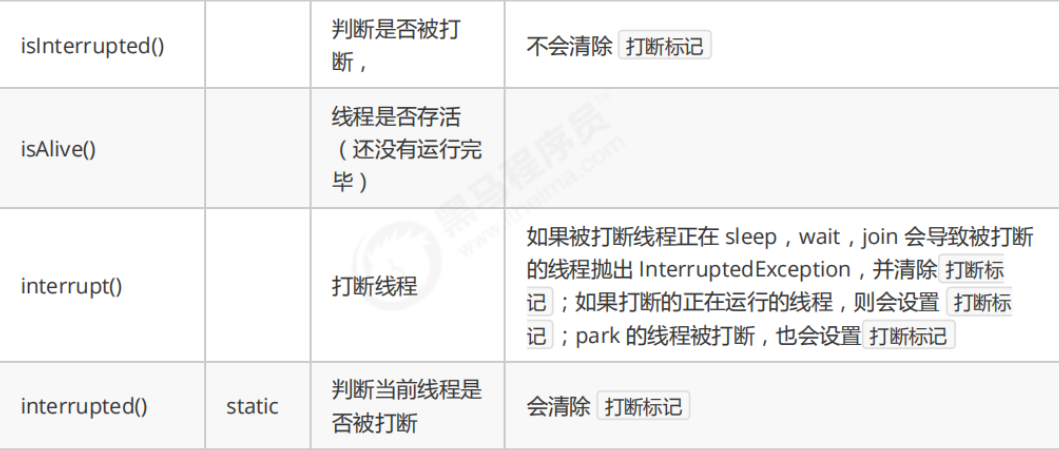 isInterrupted()
判断是否被打
断，
不会清除 打断标记
isAlive()
线程是否存活
（还没有运行完
毕）
interrupt()
打断线程
如果被打断线程正在 sleep，wait，join 会导致被打断
的线程抛出 InterruptedException，并清除 打断标
记 ；如果打断的正在运行的线程，则会设置 打断标
记 ；park 的线程被打断，也会设置 打断标记
interrupted()
static
判断当前线程是
否被打断
会清除 打断标记
黑马程序员
www.itheima.com